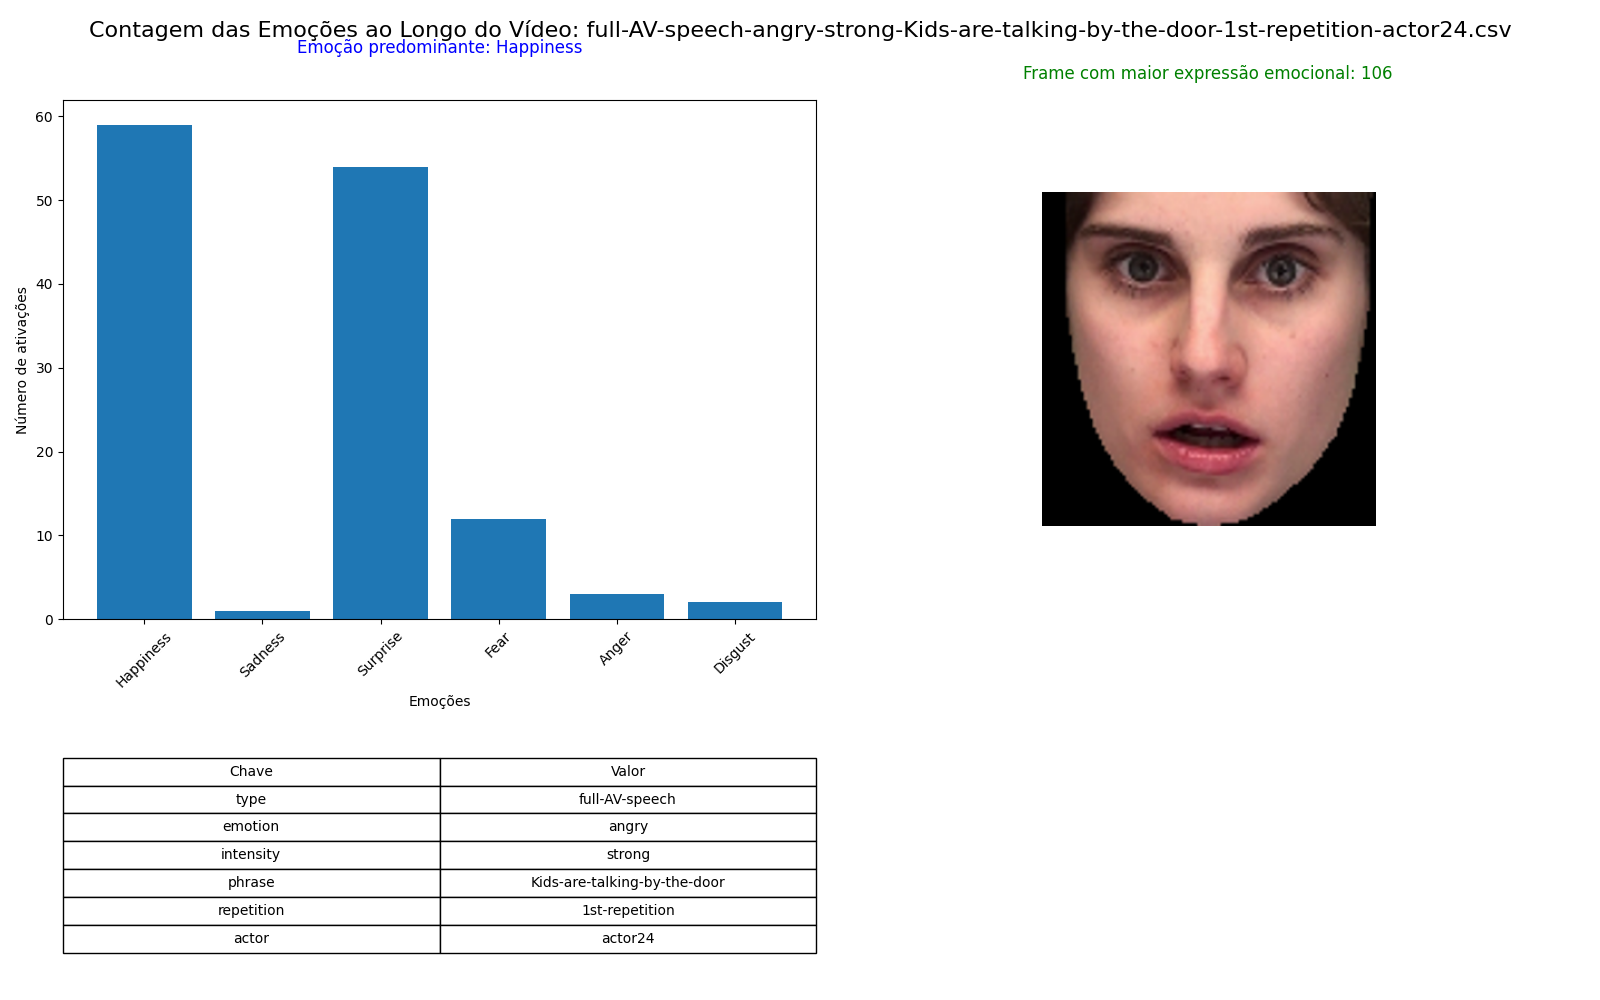 Contagem das Emoções ao Longo do Vídeo: full-AV-speech-angry-strong-Kids-are-talking-by-the-door-1st-repetition-actor24.csv
Emoção predominante: Happiness
Frame com maior expressão emocional: 106
60
50
40
30
20
10
0
Número de ativações
Happiness
Sadness
Surprise
Fear
Anger
Disgust
Emoções
Chave Valor
type full-AV-speech
emotion angry
intensity strong
phrase Kids-are-talking-by-the-door
repetition 1st-repetition
actor actor24